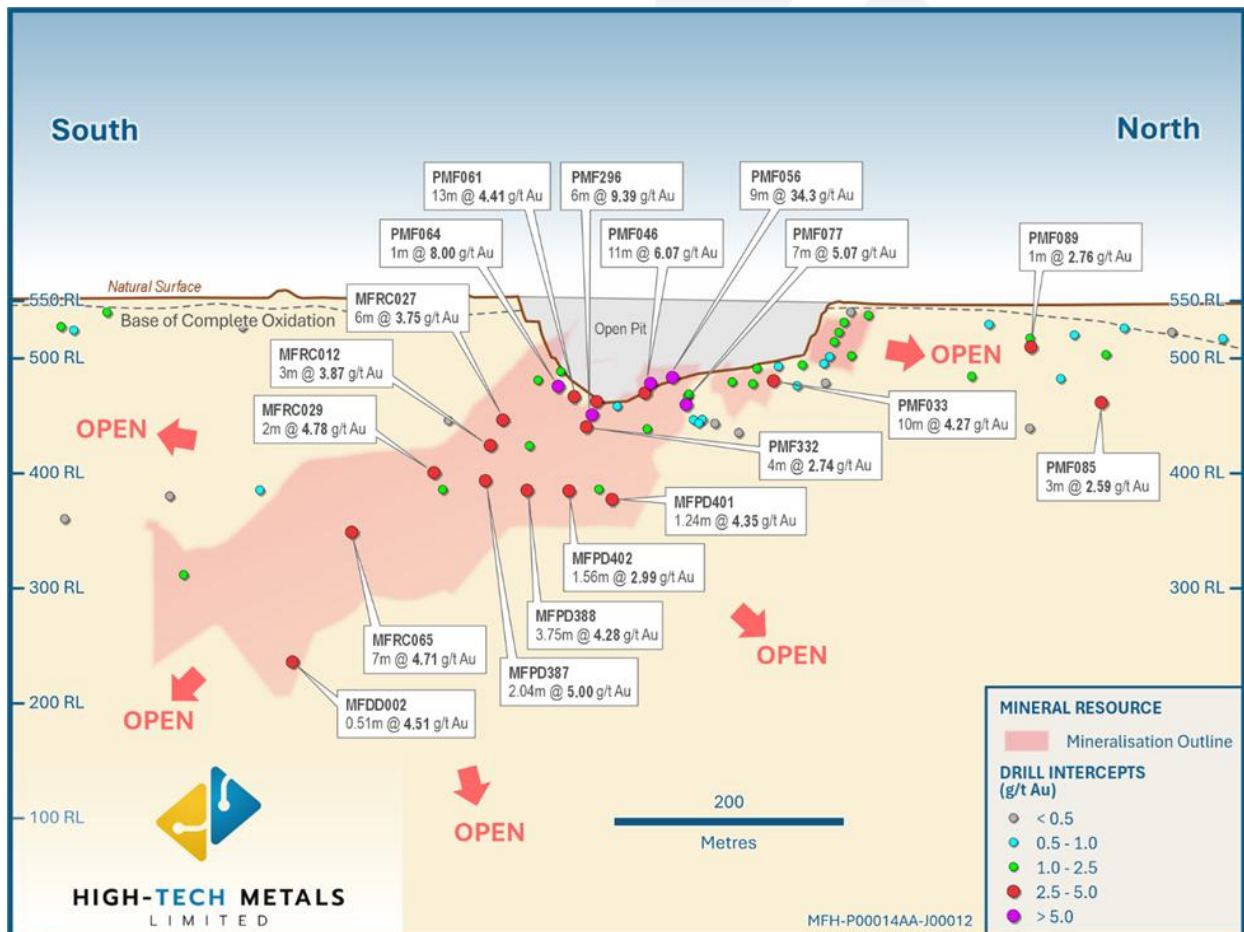 South
North
PMF061
13m @ 4.41 g/t Au
PMF296
6m @ 9.39 g/t Au
PMF056
9m @ 34.3 g/t Au
PMF064
1m @ 8.00 g/t Au
PMF046
11m @ 6.07 g/t Au
PMF077
7m @ 5.07 g/t Au
PMF089
1m @ 2.76 g/t Au
Natural Surface
550 RL
550 RL
Base of Complete Oxidation
MFRC027
6m @ 3.75 g/t Au
Open Pit
500 RL
500 RL
OPEN
MFRC012
3m @ 3.87 g/t Au
MFRC029
2m @ 4.78 g/t Au
OPEN
PMF033
10m @ 4.27 g/t Au
PMF332
4m @ 2.74 g/t Au
PMF085
3m @ 2.59 g/t Au
400 RL
400 RL
MFPD401
1.24m @ 4.35 g/t Au
MFPD402
1.56m @ 2.99 g/t Au
300 RL
300 RL
MFPD388
3.75m @ 4.28 g/t Au
MFRC065
7m @ 4.71 g/t Au
MFPD387
2.04m @ 5.00 g/t Au
OPEN
MFDD002
0.51m @ 4.51 g/t Au
200 RL
OPEN
100 RL
OPEN
200
Metres
HIGH-TECH METALS
LIMITED
MINERAL RESOURCE
Mineralisation Outline
DRILL INTERCEPTS
(g/t Au)
< 0.5
0.5 - 1.0
1.0 - 2.5
2.5 - 5.0
> 5.0
MFH-P00014AA-J00012